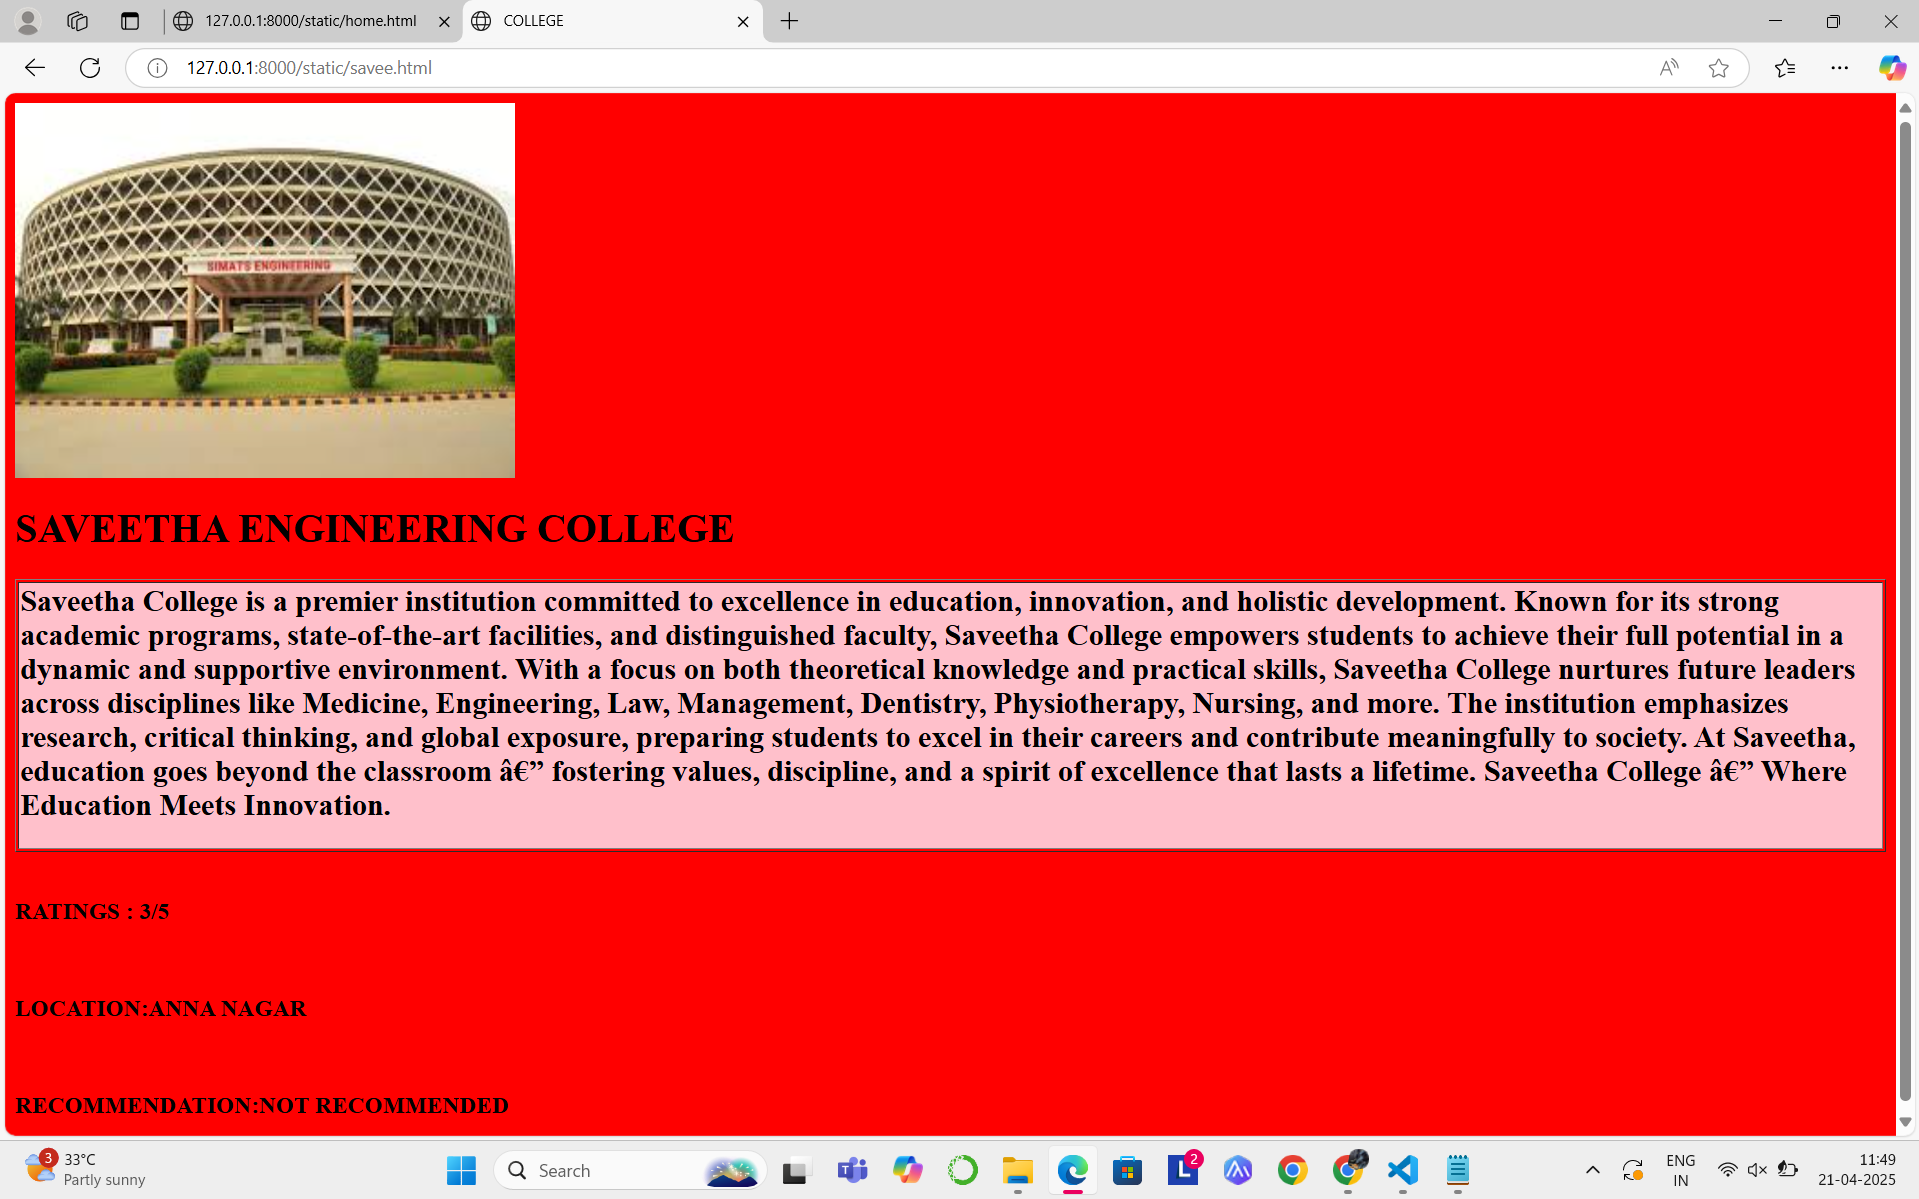 127.0.0.1:8000/static/home.html
COLLEGE
127.0.0.1:8000/static/savee.html
SIMATS ENGINEERING
SAVEETHA ENGINEERING COLLEGE
Saveetha College is a premier institution committed to excellence in education, innovation, and holistic development. Known for its strong
academic programs, state-of-the-art facilities, and distinguished faculty, Saveetha College empowers students to achieve their full potential in a
dynamic and supportive environment. With a focus on both theoretical knowledge and practical skills, Saveetha College nurtures future leaders
across disciplines like Medicine, Engineering, Law, Management, Dentistry, Physiotherapy, Nursing, and more. The institution emphasizes
research, critical thinking, and global exposure, preparing students to excel in their careers and contribute meaningfully to society. At Saveetha,
education goes beyond the classroom â€” fostering values, discipline, and a spirit of excellence that lasts a lifetime. Saveetha College â€” Where
Education Meets Innovation.
RATINGS : 3/5
LOCATION:ANNA NAGAR
RECOMMENDATION:NOT RECOMMENDED
3
33°C
Partly sunny
Search
L 2
ENG
IN
11:49
21-04-2025